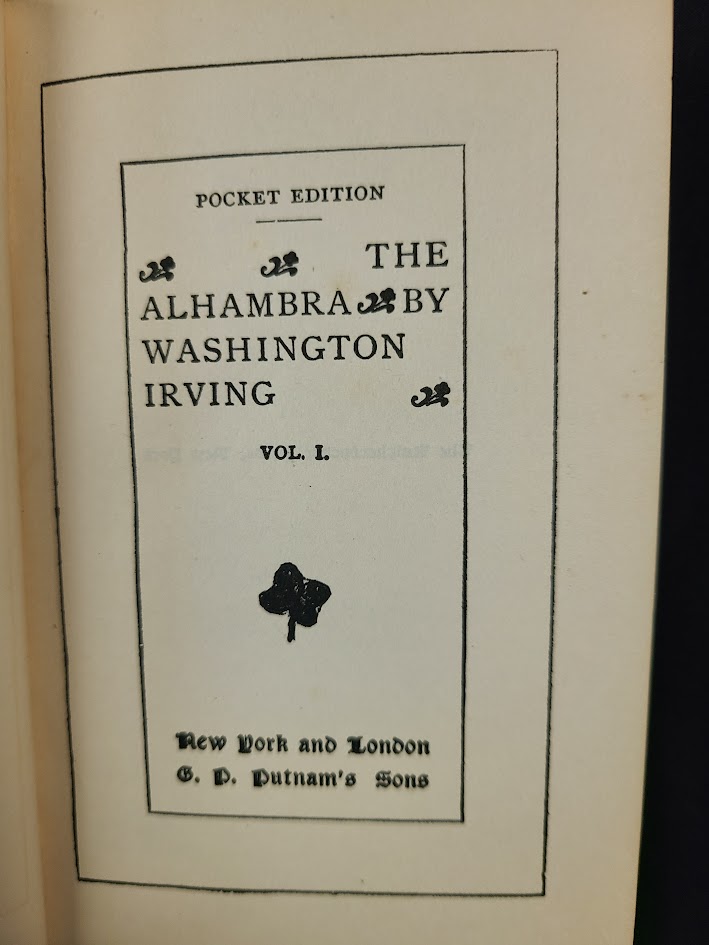 POCKET EDITION
THE
ALHAMBRA BY
WASHINGTON
IRVING
VOL. I.
New York and London
G. P. Putnam's Sons